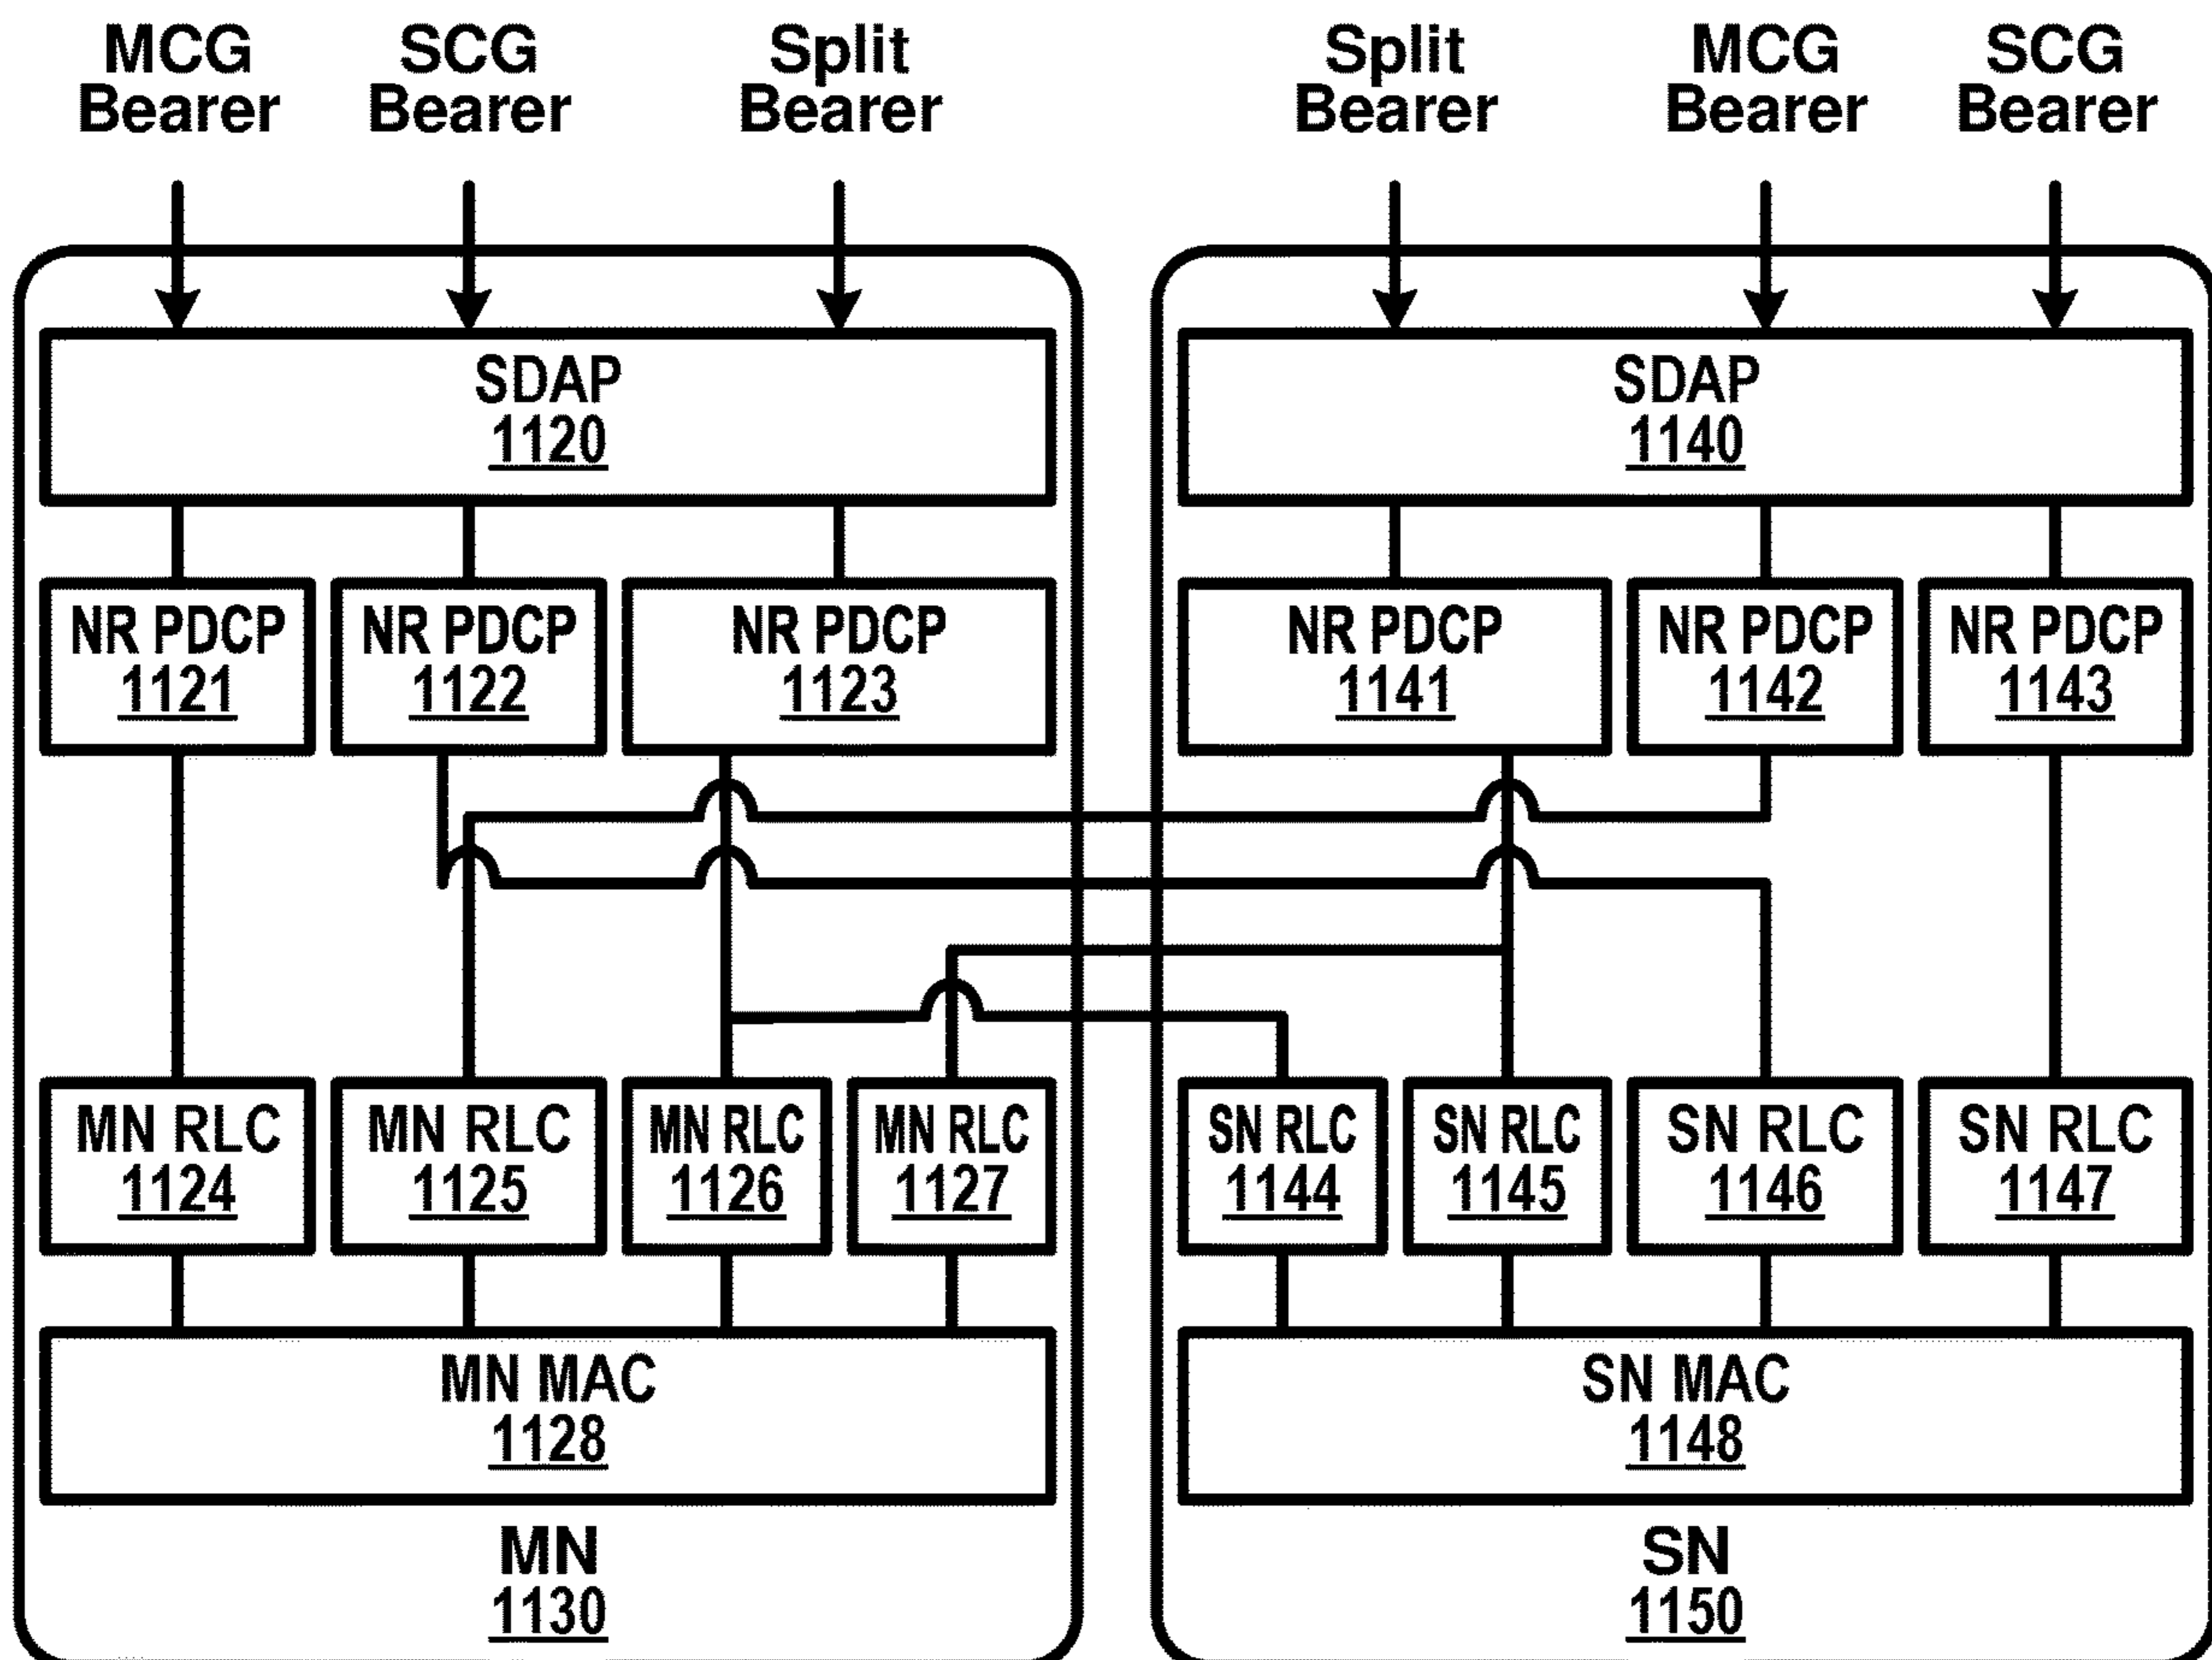 MCG
Bearer
SCG
Bearer
Split
Bearer
Split
Bearer
MCG
Bearer
SCG
Bearer
SDAP
1120
SDAP
1140
NR PDCP
1121
NR PDCP
1122
NR PDCP
1123
NR PDCP
1141
NR PDCP
1142
NR PDCP
1143
MN RLC
1124
MN RLC
1125
MN RLC
1126
MN RLC
1127
SN RLC
1144
SN RLC
1145
SN RLC
1146
SN RLC
1147
MN MAC
1128
SN MAC
1148
MN
1130
SN
1150